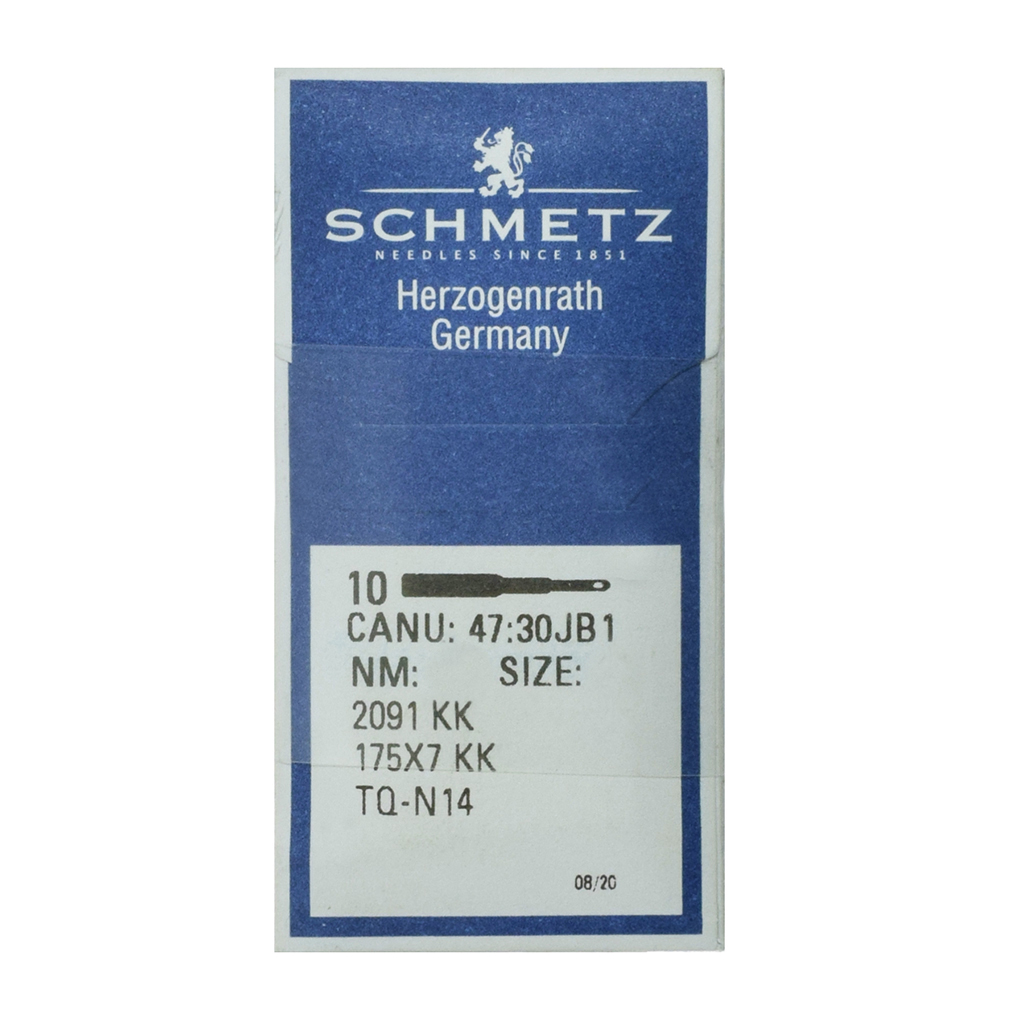 SCHMETZ
NEEDLES SINCE 1851
Herzogenrath
Germany
10
CANU: 47:30JB1
NM: SIZE:
2091 KK
175X7 KK
TQ-N14
08/20